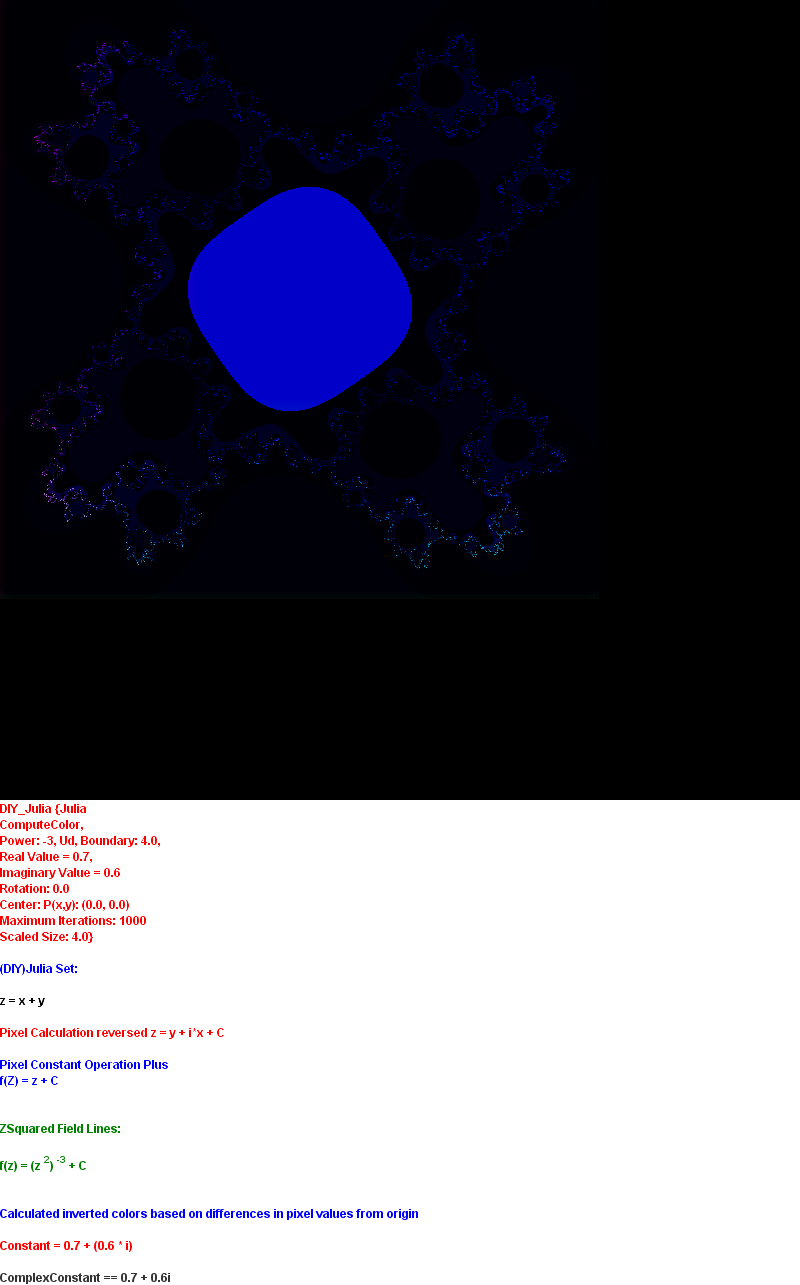 DIY_Julia {Julia
ComputeColor,
Power: -3, Ud, Boundary: 4.0,
Real Value = 0.7,
Imaginary Value = 0.6
Rotation: 0.0
Center: P(x,y): (0.0, 0.0)
Maximum Iterations: 1000
Scaled Size: 4.0}
(DIY)Julia Set:
z = x + y
Pixel Calculation reversed z = y + i*x + C
Pixel Constant Operation Plus
f(Z) = z + C
ZSquared Field Lines:
f(z) = (z ²) ⁻³ + C
Calculated inverted colors based on differences in pixel values from origin
Constant = 0.7 + (0.6 * i)
ComplexConstant == 0.7 + 0.6i